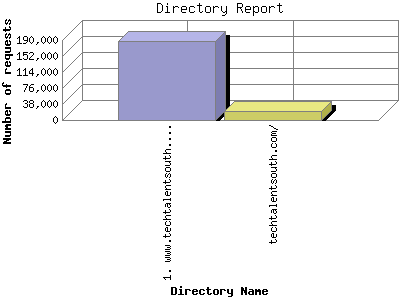 Directory Report
Number of requests
190,000
152,000
114,000
76,000
38,000
0
1. www.techtalentsouth....
techtalentsouth.com/
Directory Name